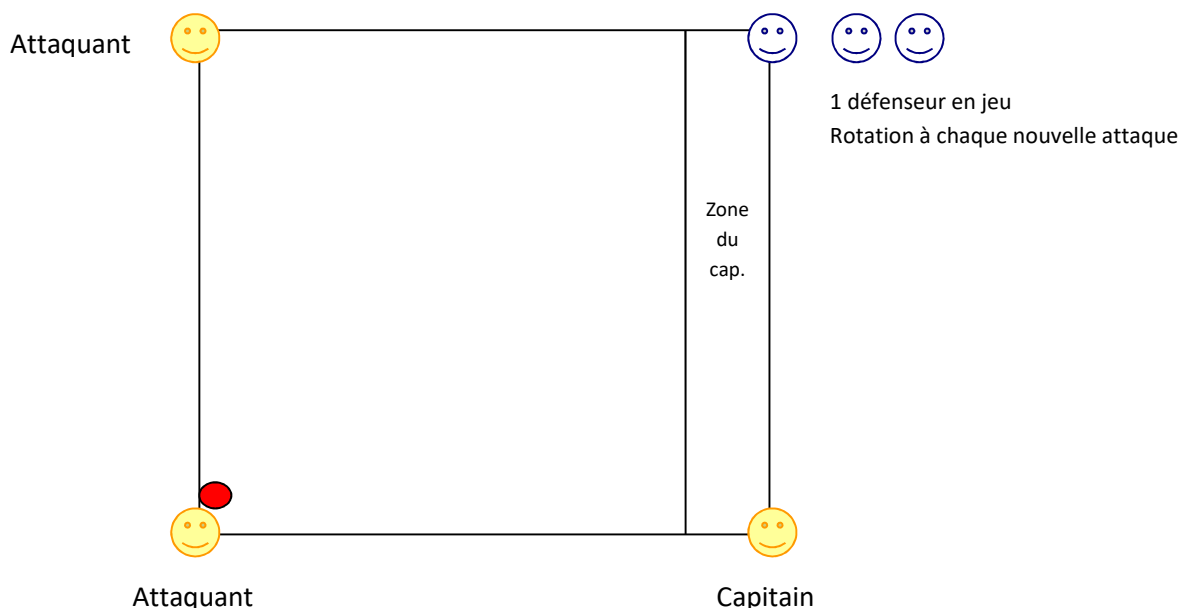 Attaquant
1 défenseur en jeu
Rotation à chaque nouvelle attaque
Zone
du
cap.
Attaquant
Capitain